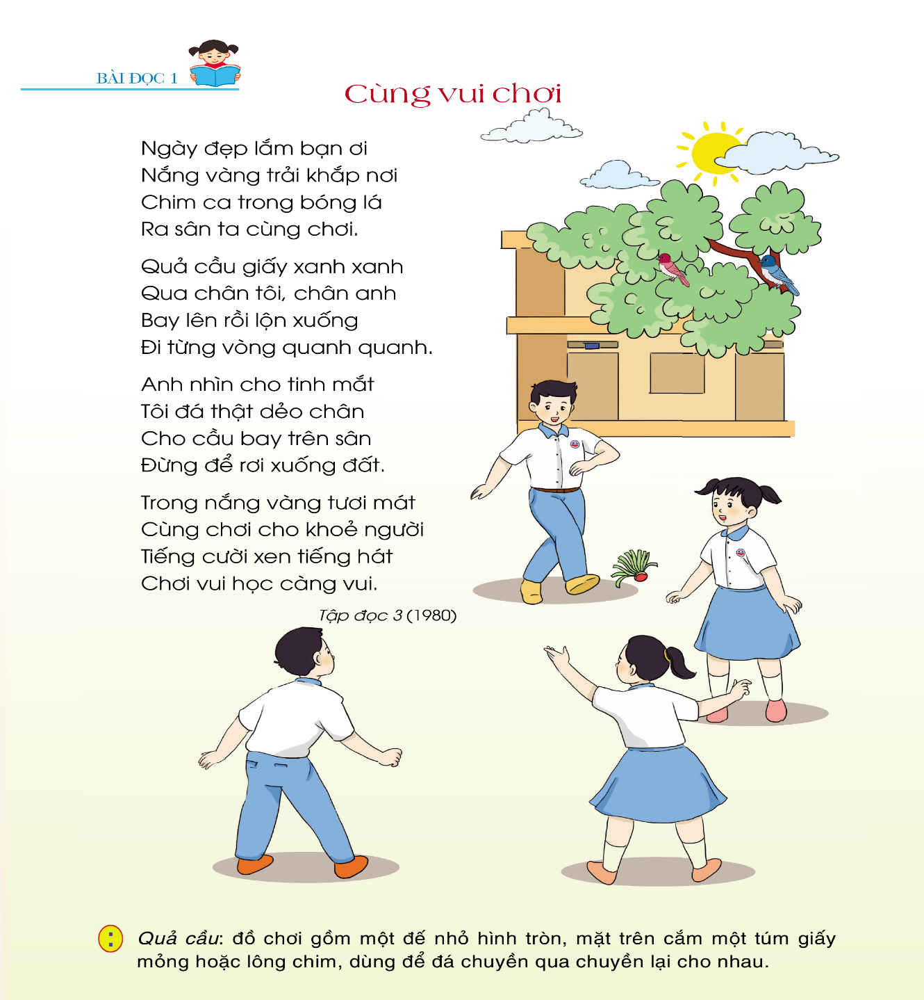 BÀI ĐỌC 1
Cùng vui chơi
Ngày đẹp lắm bạn ơi
Nắng vàng trải khắp nơi
Chim ca trong bóng lá
Ra sân ta cùng chơi.
Quả cầu giấy xanh xanh
Qua chân tôi, chân anh
Bay lên rồi lộn xuống
Đi từng vòng quanh quanh.
Anh nhìn cho tinh mắt
Tôi đá thật dẻo chân
Cho cầu bay trên sân
Đừng để rơi xuống đất.
Trong nắng vàng tươi mát
Cùng chơi cho khoẻ người
Tiếng cười xen tiếng hát
Chơi vui học càng vui.
Tập đọc 3 (1980)
Quả cầu: đồ chơi gồm một đế nhỏ hình tròn, mặt trên cắm một túm giấy
mỏng hoặc lông chim, dùng để đá chuyền qua chuyền lại cho nhau.